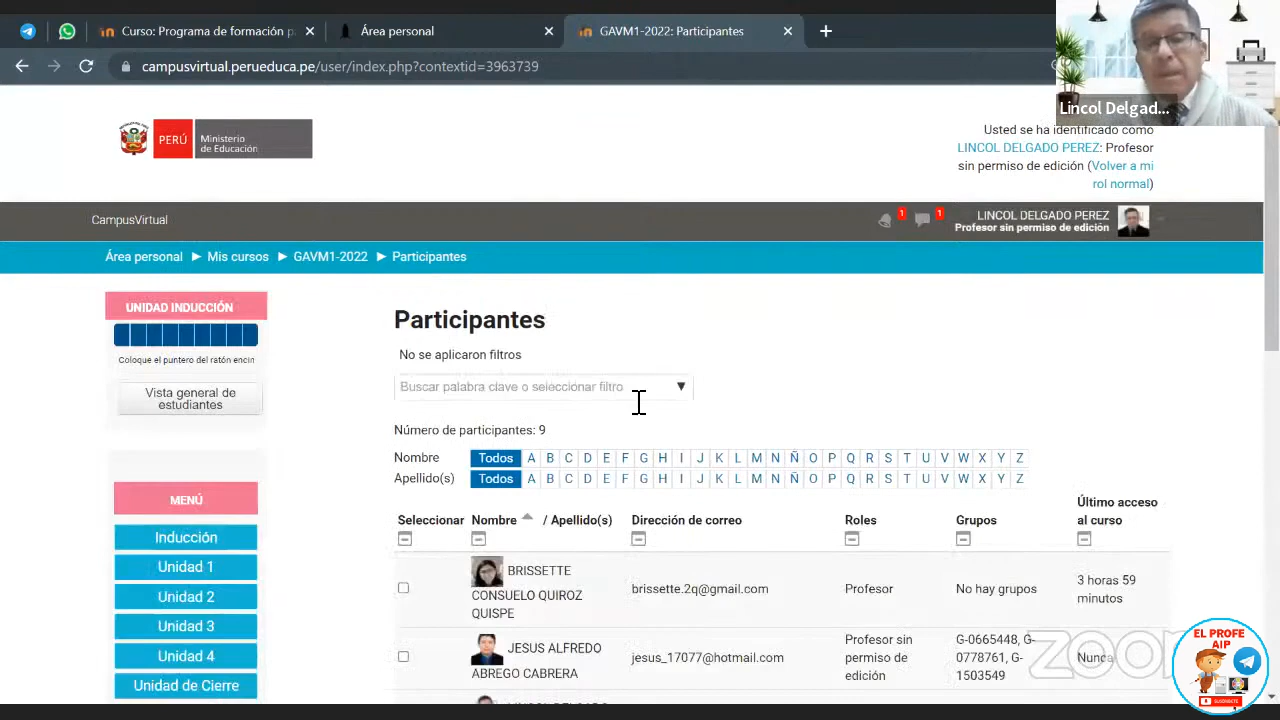 Curso: Programa de formación p
Área personal
GAVM1-2022: Participantes
campusvirtual.perueduca.pe/user/index.php?contextid=3963739
Lincol Delgad...
PERÚ
Ministerio
de Educación
Usted se ha identificado como
LINCOL DELGADO PEREZ: Profesor
sin permiso de edición (Volver a mi
rol normal)
CampusVirtual
1
1
LINCOL DELGADO PEREZ
Profesor sin permiso de edición
Área personal ► Mis cursos ► GAVM1-2022 ► Participantes
UNIDAD INDUCCIÓN
Coloque el puntero del ratón encin
Vista general de
estudiantes
MENÚ
Inducción
Unidad 1
Unidad 2
Unidad 3
Unidad 4
Unidad de Cierre
Participantes
No se aplicaron filtros
Buscar palabra clave o seleccionar filtro ▼
Número de participantes: 9
Nombre Todos A B C D E F G H I J K L M N Ñ O P Q R S T U V W X Y Z
Apellido(s) Todos A B C D E F G H I J K L M N Ñ O P Q R S T U V W X Y Z
Seleccionar Nombre / Apellido(s) Dirección de correo Roles Grupos Último acceso
al curso
BRISSETTE
CONSUELO QUIROZ
QUISPE
brissette.2q@gmail.com
Profesor
No hay grupos
3 horas 59
minutos
JESUS ALFREDO
ABREGO CABRERA
jesus_17077@hotmail.com
Profesor sin
permiso de
edición
G-0665448, G-
0778761, G-
1503549
Nunca
zoom
EL PROFE
AIP
SUSCRIBETE